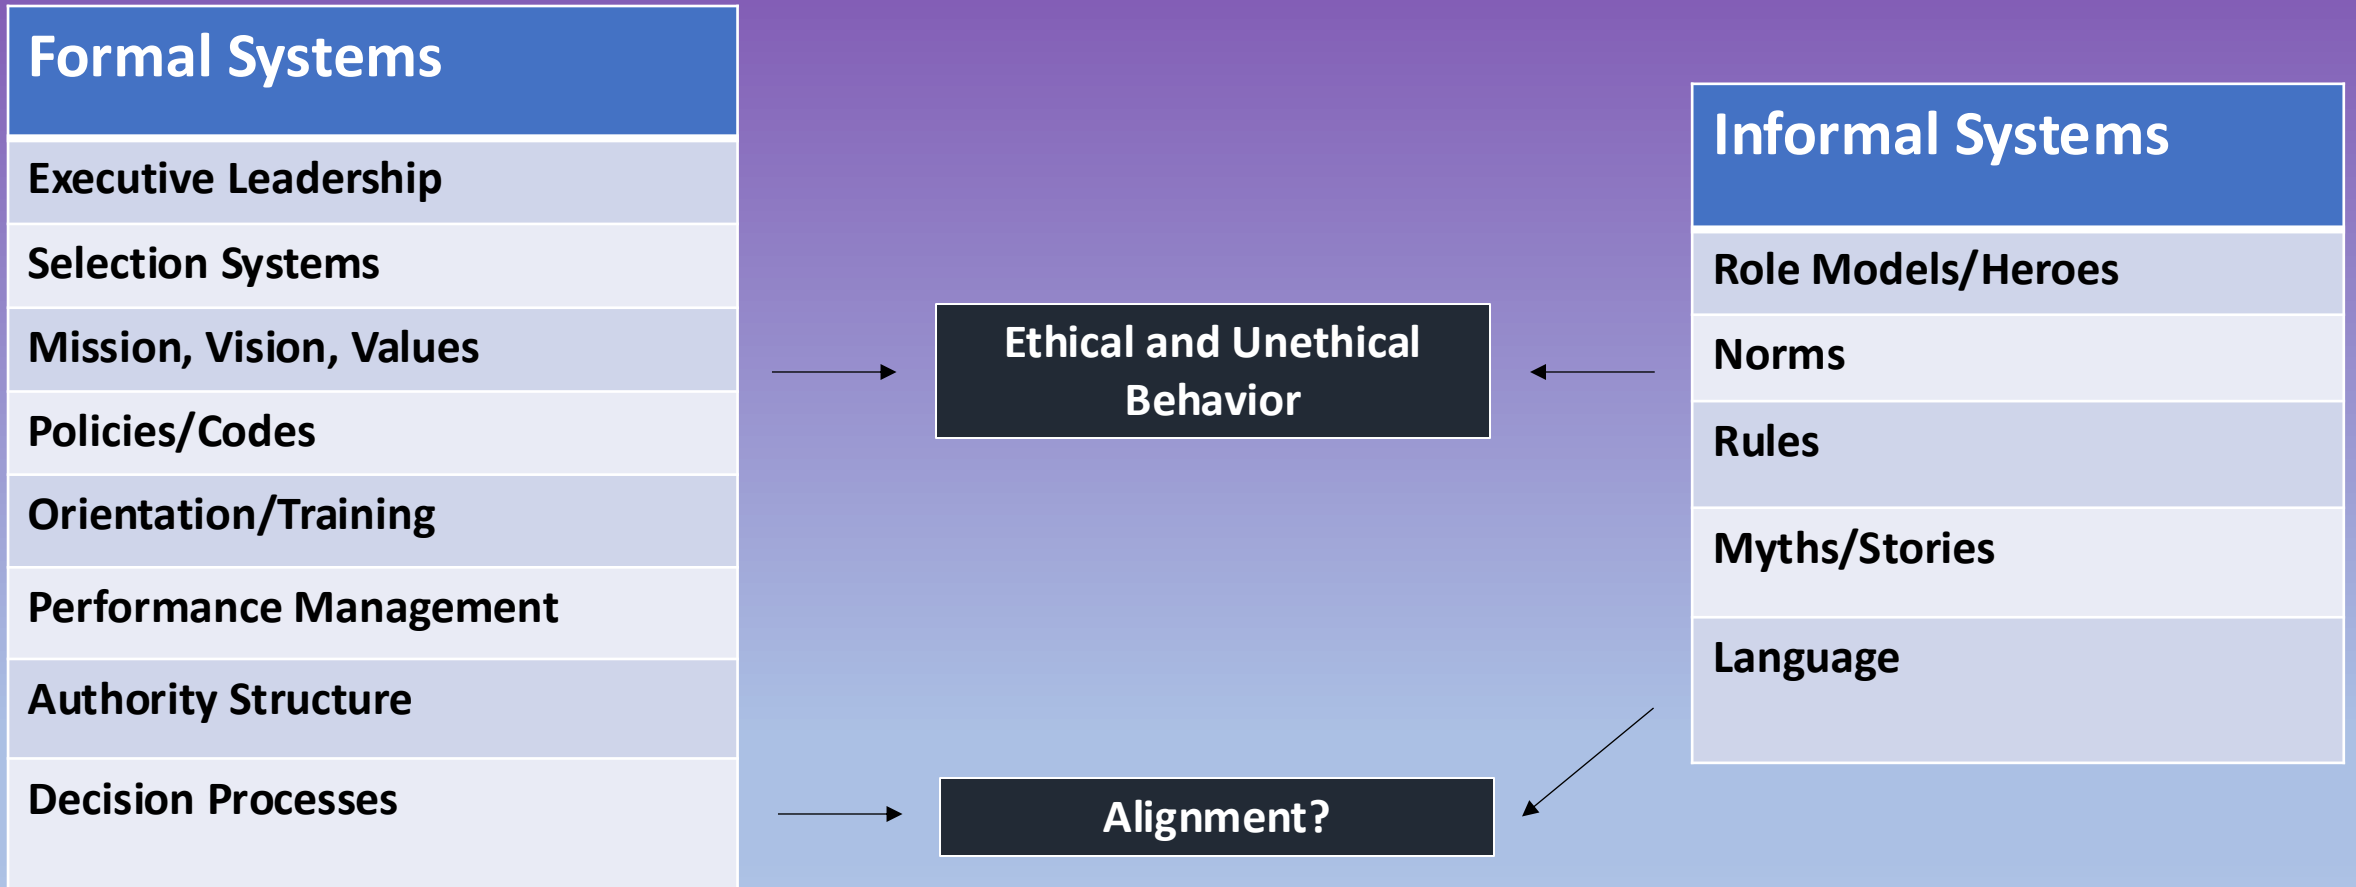 Formal Systems
Executive Leadership
Selection Systems
Mission, Vision, Values
Policies/Codes
Orientation/Training
Performance Management
Authority Structure
Decision Processes
Ethical and Unethical
Behavior
Alignment?
Informal Systems
Role Models/Heroes
Norms
Rules
Myths/Stories
Language